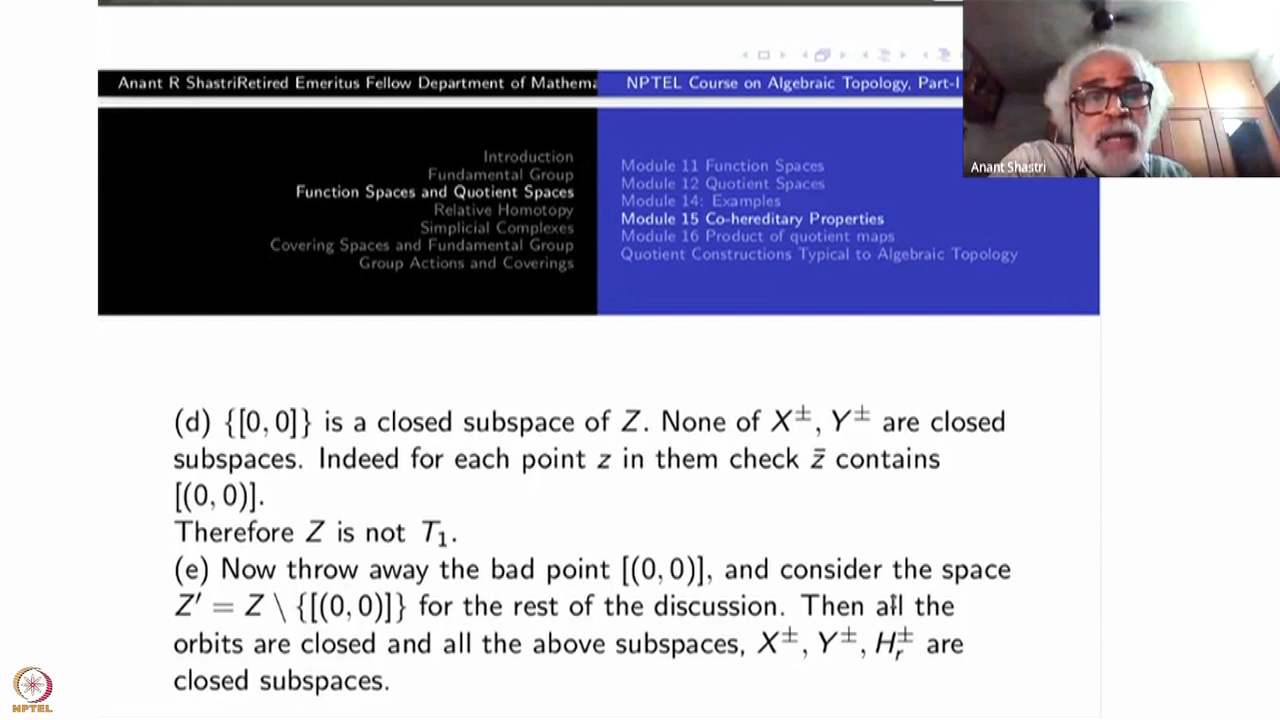 Anant R ShastriRetired Emeritus Fellow Department of Mathema
NPTEL Course on Algebraic Topology, Part-I
Introduction
Fundamental Group
Function Spaces and Quotient Spaces
Relative Homotopy
Simplicial Complexes
Covering Spaces and Fundamental Group
Group Actions and Coverings
Module 11 Function Spaces
Module 12 Quotient Spaces
Module 14: Examples
Module 15 Co-hereditary Properties
Module 16 Product of quotient maps
Quotient Constructions Typical to Algebraic Topology
Anant Shastri
(d) {[0, 0]} is a closed subspace of Z. None of X^±, Y^± are closed
subspaces. Indeed for each point z in them check z̄ contains
[(0, 0)].
Therefore Z is not T₁.
(e) Now throw away the bad point [(0, 0)], and consider the space
Z′ = Z \ {[(0, 0)]} for the rest of the discussion. Then all the
orbits are closed and all the above subspaces, X^±, Y^±, H_r^± are
closed subspaces.
NPTEL